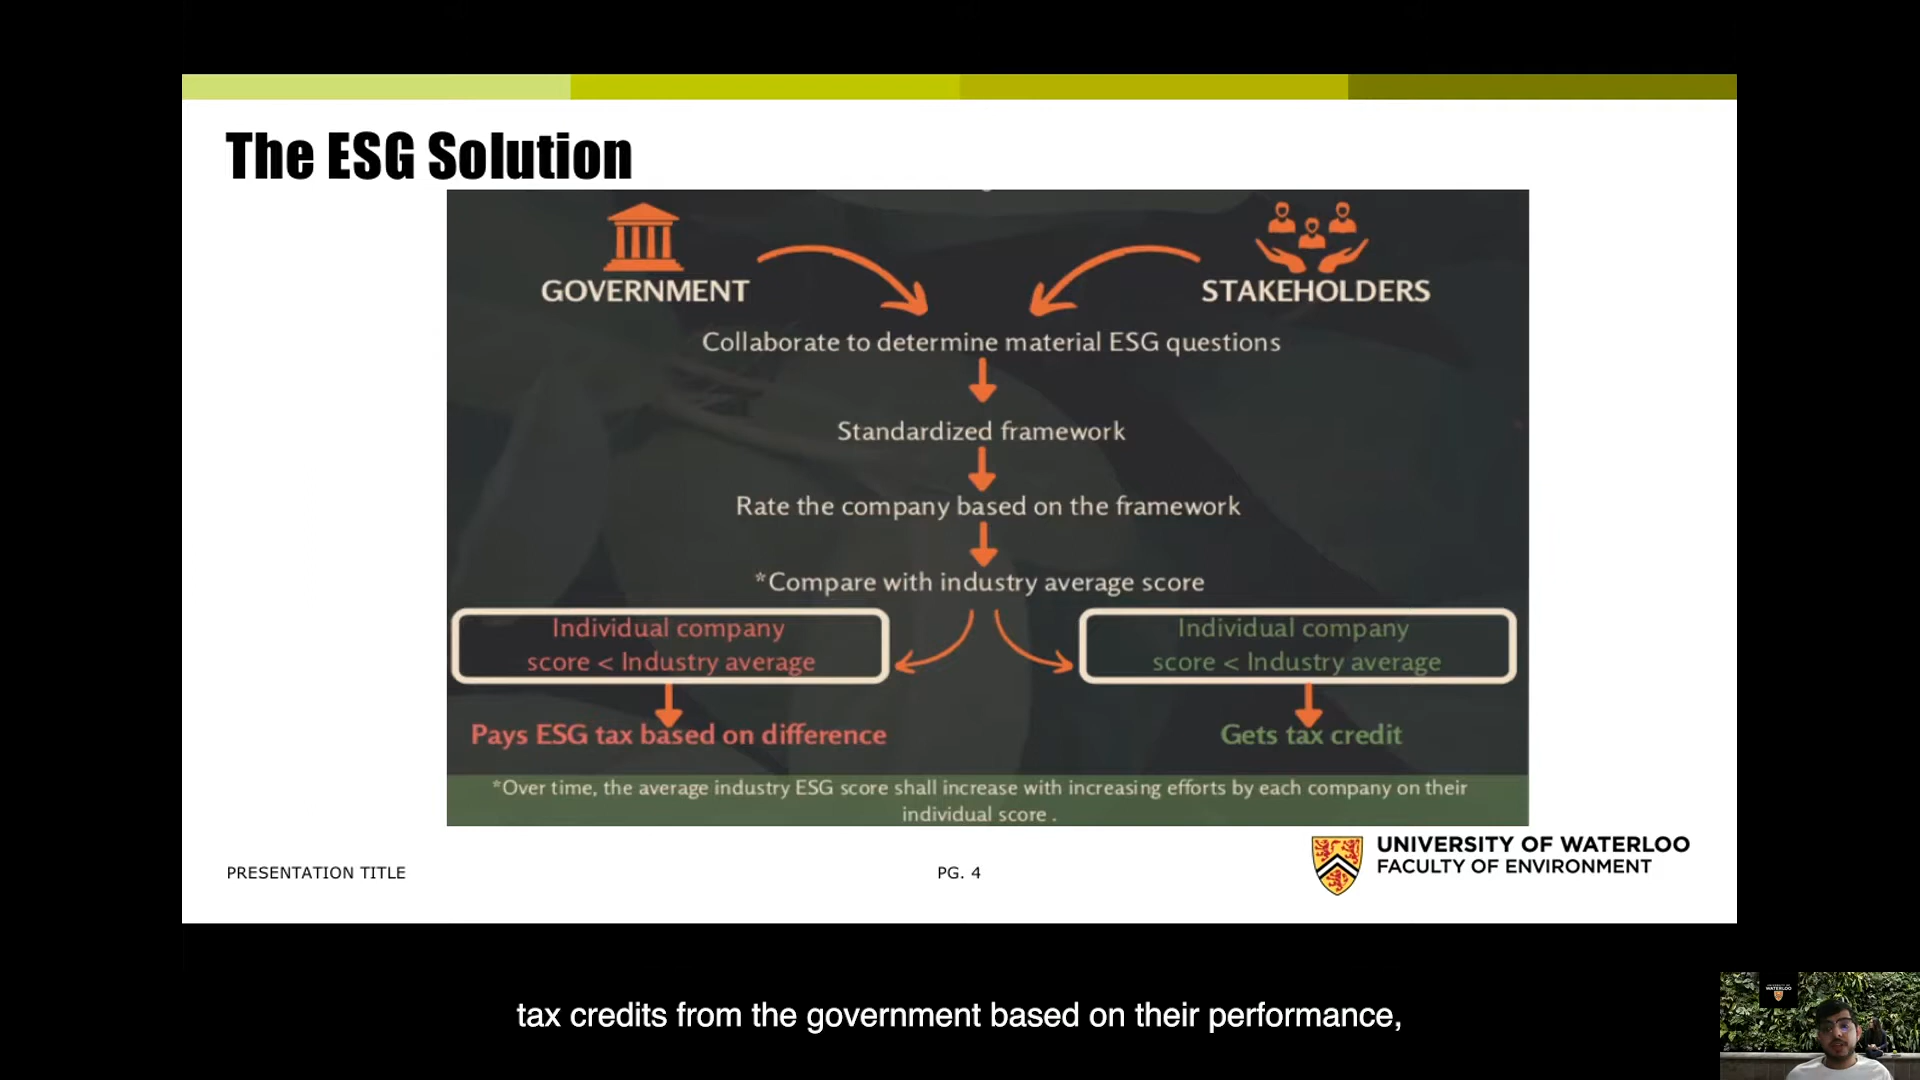 The ESG Solution
GOVERNMENT
STAKEHOLDERS
Collaborate to determine material ESG questions
Standardized framework
Rate the company based on the framework
*Compare with industry average score
Individual company
score < Industry average
Individual company
score < Industry average
Pays ESG tax based on difference
Gets tax credit
*Over time, the average industry ESG score shall increase with increasing efforts by each company on their
individual score .
PRESENTATION TITLE
PG. 4
UNIVERSITY OF WATERLOO
FACULTY OF ENVIRONMENT
tax credits from the government based on their performance,
WATERLOO